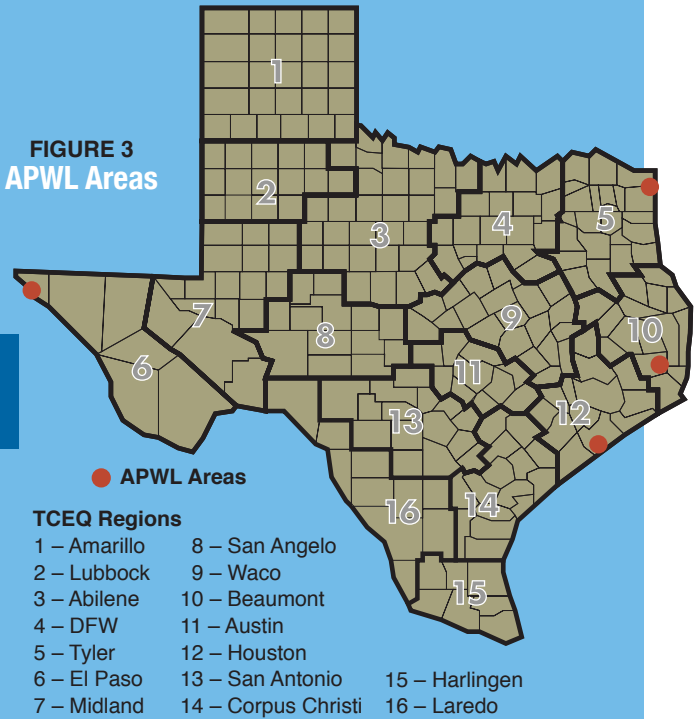 FIGURE 3
APWL Areas
1
2
3
4
5
6
7
8
9
10
11
12
13
14
15
16
APWL Areas
TCEQ Regions
1 – Amarillo
2 – Lubbock
3 – Abilene
4 – DFW
5 – Tyler
6 – El Paso
7 – Midland
8 – San Angelo
9 – Waco
10 – Beaumont
11 – Austin
12 – Houston
13 – San Antonio
14 – Corpus Christi
15 – Harlingen
16 – Laredo